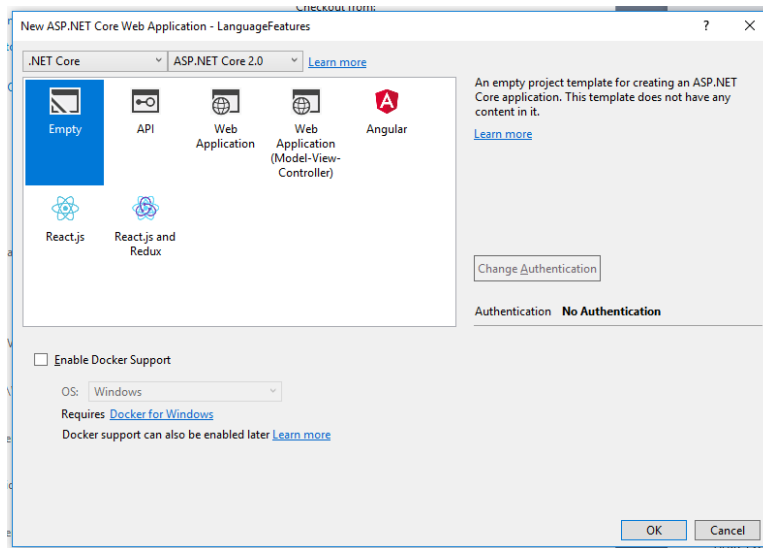 Checkout from:
New ASP.NET Core Web Application - LanguageFeatures
.NET Core
ASP.NET Core 2.0
Learn more
Empty
API
Web
Application
Web
Application
(Model-View-
Controller)
Angular
React.js
React.js and
Redux
An empty project template for creating an ASP.NET
Core application. This template does not have any
content in it.
Learn more
Change Authentication
Authentication No Authentication
Enable Docker Support
OS: Windows
Requires Docker for Windows
Docker support can also be enabled later Learn more
OK
Cancel